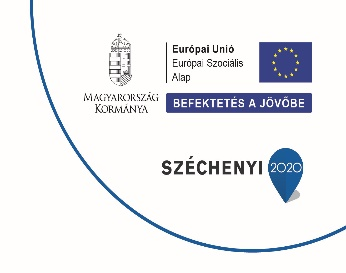 Európai Unió
Európai Szociális
Alap
MAGYARORSZÁG
KORMÁNYA
BEFEKTETÉS A JÖVŐBE
SZÉCHENYI 2020